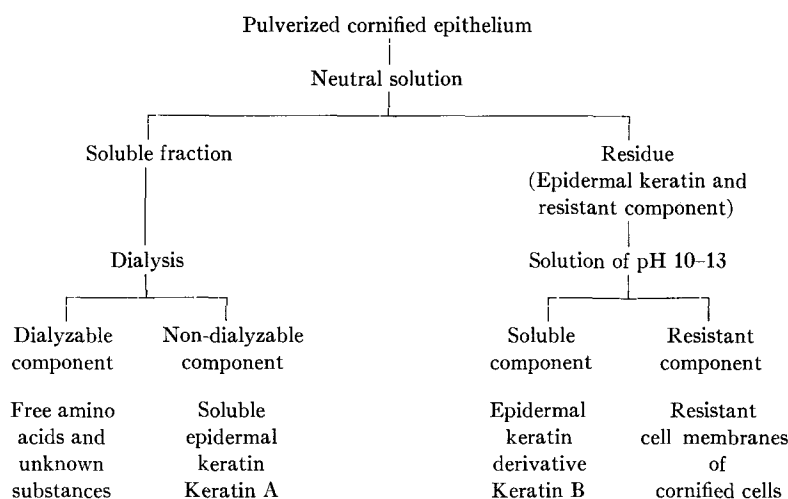 Pulverized cornified epithelium
Neutral solution
Soluble fraction
Residue
(Epidermal keratin and
resistant component)
Dialysis
Solution of pH 10–13
Dialyzable
component
Non-dialyzable
component
Soluble
component
Resistant
component
Free amino
acids and
unknown
substances
Soluble
epidermal
keratin
Keratin A
Epidermal
keratin
derivative
Keratin B
Resistant
cell membranes
of
cornified cells